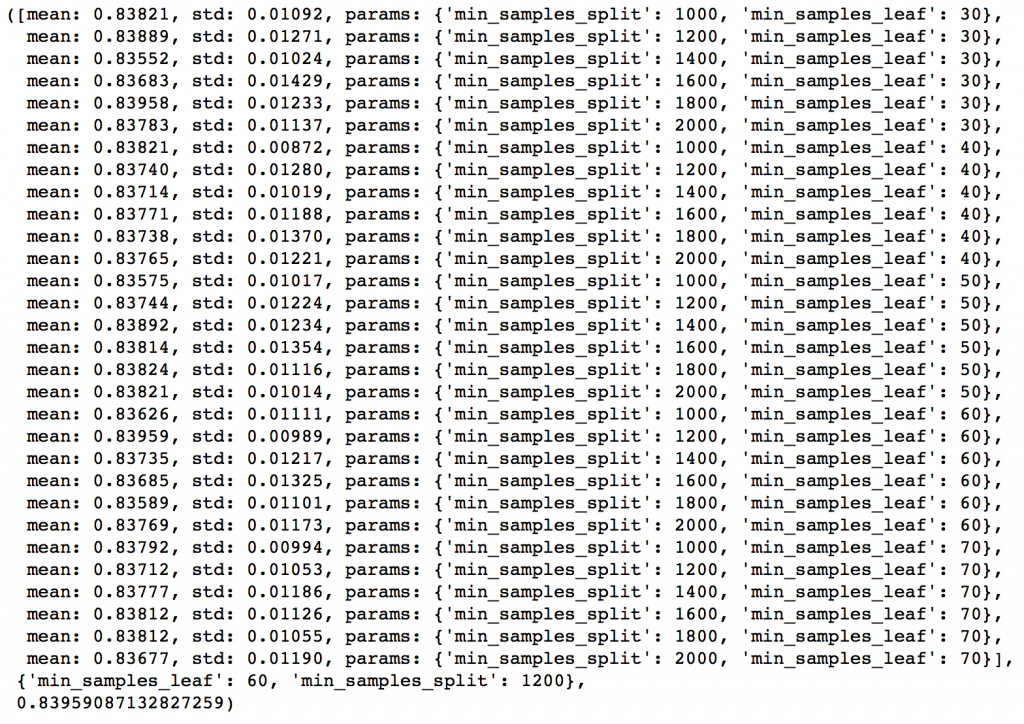 ([mean: 0.83821, std: 0.01092, params: {'min_samples_split': 1000, 'min_samples_leaf': 30},
mean: 0.83889, std: 0.01271, params: {'min_samples_split': 1200, 'min_samples_leaf': 30},
mean: 0.83552, std: 0.01024, params: {'min_samples_split': 1400, 'min_samples_leaf': 30},
mean: 0.83683, std: 0.01429, params: {'min_samples_split': 1600, 'min_samples_leaf': 30},
mean: 0.83958, std: 0.01233, params: {'min_samples_split': 1800, 'min_samples_leaf': 30},
mean: 0.83783, std: 0.01137, params: {'min_samples_split': 2000, 'min_samples_leaf': 30},
mean: 0.83821, std: 0.00872, params: {'min_samples_split': 1000, 'min_samples_leaf': 40},
mean: 0.83740, std: 0.01280, params: {'min_samples_split': 1200, 'min_samples_leaf': 40},
mean: 0.83714, std: 0.01019, params: {'min_samples_split': 1400, 'min_samples_leaf': 40},
mean: 0.83771, std: 0.01188, params: {'min_samples_split': 1600, 'min_samples_leaf': 40},
mean: 0.83738, std: 0.01370, params: {'min_samples_split': 1800, 'min_samples_leaf': 40},
mean: 0.83765, std: 0.01221, params: {'min_samples_split': 2000, 'min_samples_leaf': 40},
mean: 0.83575, std: 0.01017, params: {'min_samples_split': 1000, 'min_samples_leaf': 50},
mean: 0.83744, std: 0.01224, params: {'min_samples_split': 1200, 'min_samples_leaf': 50},
mean: 0.83892, std: 0.01234, params: {'min_samples_split': 1400, 'min_samples_leaf': 50},
mean: 0.83814, std: 0.01354, params: {'min_samples_split': 1600, 'min_samples_leaf': 50},
mean: 0.83824, std: 0.01116, params: {'min_samples_split': 1800, 'min_samples_leaf': 50},
mean: 0.83821, std: 0.01014, params: {'min_samples_split': 2000, 'min_samples_leaf': 50},
mean: 0.83626, std: 0.01111, params: {'min_samples_split': 1000, 'min_samples_leaf': 60},
mean: 0.83959, std: 0.00989, params: {'min_samples_split': 1200, 'min_samples_leaf': 60},
mean: 0.83735, std: 0.01217, params: {'min_samples_split': 1400, 'min_samples_leaf': 60},
mean: 0.83685, std: 0.01325, params: {'min_samples_split': 1600, 'min_samples_leaf': 60},
mean: 0.83589, std: 0.01101, params: {'min_samples_split': 1800, 'min_samples_leaf': 60},
mean: 0.83769, std: 0.01173, params: {'min_samples_split': 2000, 'min_samples_leaf': 60},
mean: 0.83792, std: 0.00994, params: {'min_samples_split': 1000, 'min_samples_leaf': 70},
mean: 0.83712, std: 0.01053, params: {'min_samples_split': 1200, 'min_samples_leaf': 70},
mean: 0.83777, std: 0.01186, params: {'min_samples_split': 1400, 'min_samples_leaf': 70},
mean: 0.83812, std: 0.01126, params: {'min_samples_split': 1600, 'min_samples_leaf': 70},
mean: 0.83812, std: 0.01055, params: {'min_samples_split': 1800, 'min_samples_leaf': 70},
mean: 0.83677, std: 0.01190, params: {'min_samples_split': 2000, 'min_samples_leaf': 70}],
{'min_samples_leaf': 60, 'min_samples_split': 1200},
0.83959087132827259)